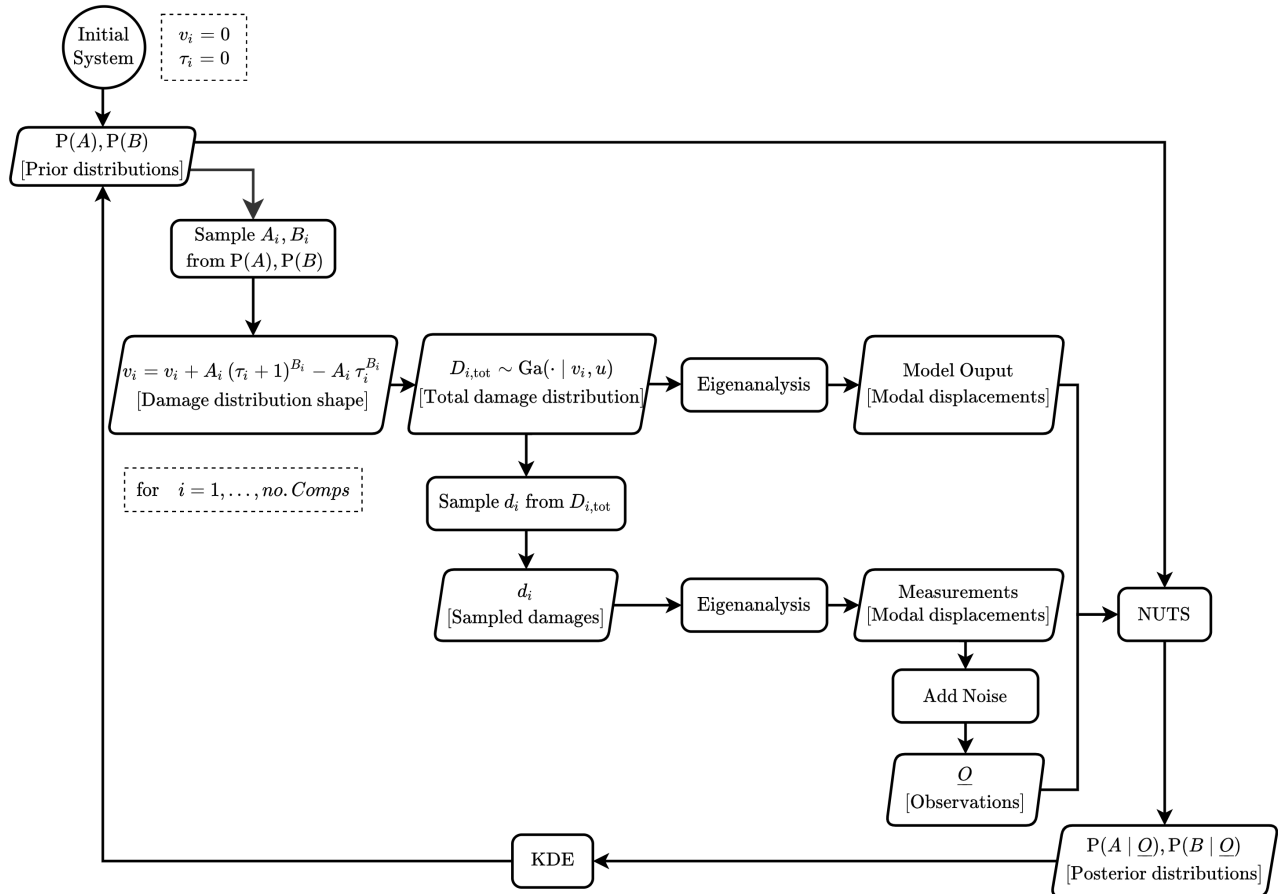 Initial
System
v_i = 0
τ_i = 0
P(A), P(B)
[Prior distributions]
Sample A_i, B_i
from P(A), P(B)
v_i = v_i + A_i (τ_i + 1)^{B_i} − A_i τ_i^{B_i}
[Damage distribution shape]
D_{i,tot} ∼ Ga(· | v_i, u)
[Total damage distribution]
Eigenanalysis
Model Ouput
[Modal displacements]
for i = 1, …, no. Comps
Sample d_i from D_{i,tot}
d_i
[Sampled damages]
Eigenanalysis
Measurements
[Modal displacements]
NUTS
Add Noise
O
[Observations]
P(A | O), P(B | O)
[Posterior distributions]
KDE